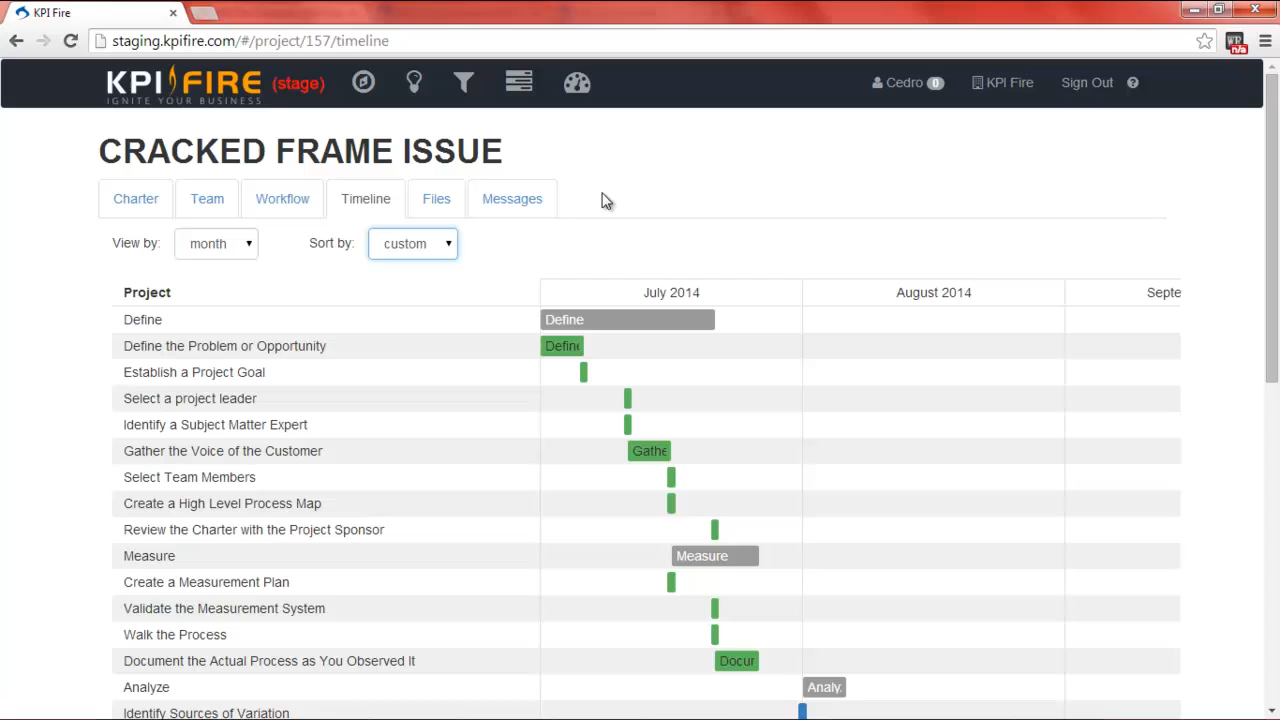 KPI Fire
staging.kpifire.com/#/project/157/timeline
WR
n/a
KPI FIRE (stage)
IGNITE YOUR BUSINESS
Cedro 0 KPI Fire Sign Out
CRACKED FRAME ISSUE
Charter Team Workflow Timeline Files Messages
View by: month Sort by: custom
Project July 2014 August 2014 Septe
Define Define
Define the Problem or Opportunity Define
Establish a Project Goal
Select a project leader
Identify a Subject Matter Expert
Gather the Voice of the Customer Gathe
Select Team Members
Create a High Level Process Map
Review the Charter with the Project Sponsor
Measure Measure
Create a Measurement Plan
Validate the Measurement System
Walk the Process
Document the Actual Process as You Observed It Docur
Analyze Analy
Identify Sources of Variation